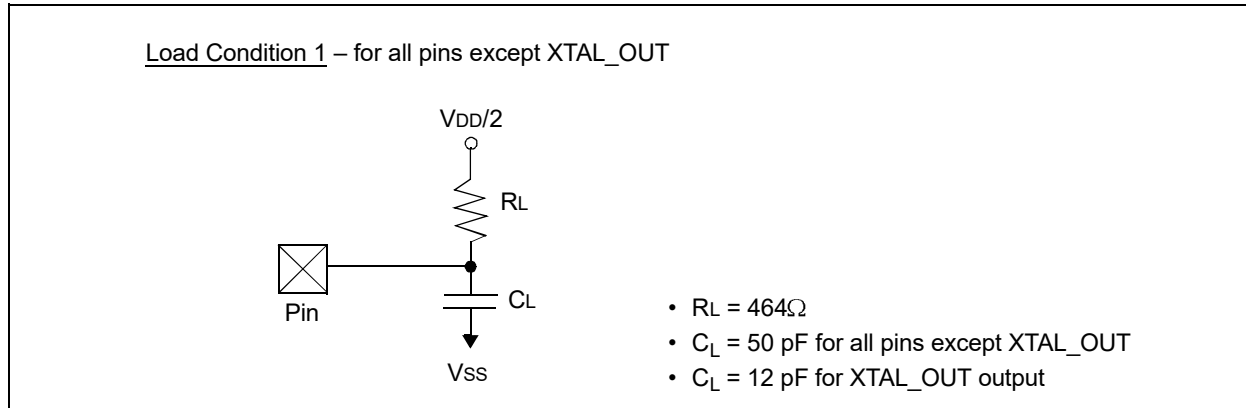 Load Condition 1 – for all pins except XTAL_OUT
VDD/2
RL
Pin
CL
VSS
• RL = 464Ω
• CL = 50 pF for all pins except XTAL_OUT
• CL = 12 pF for XTAL_OUT output